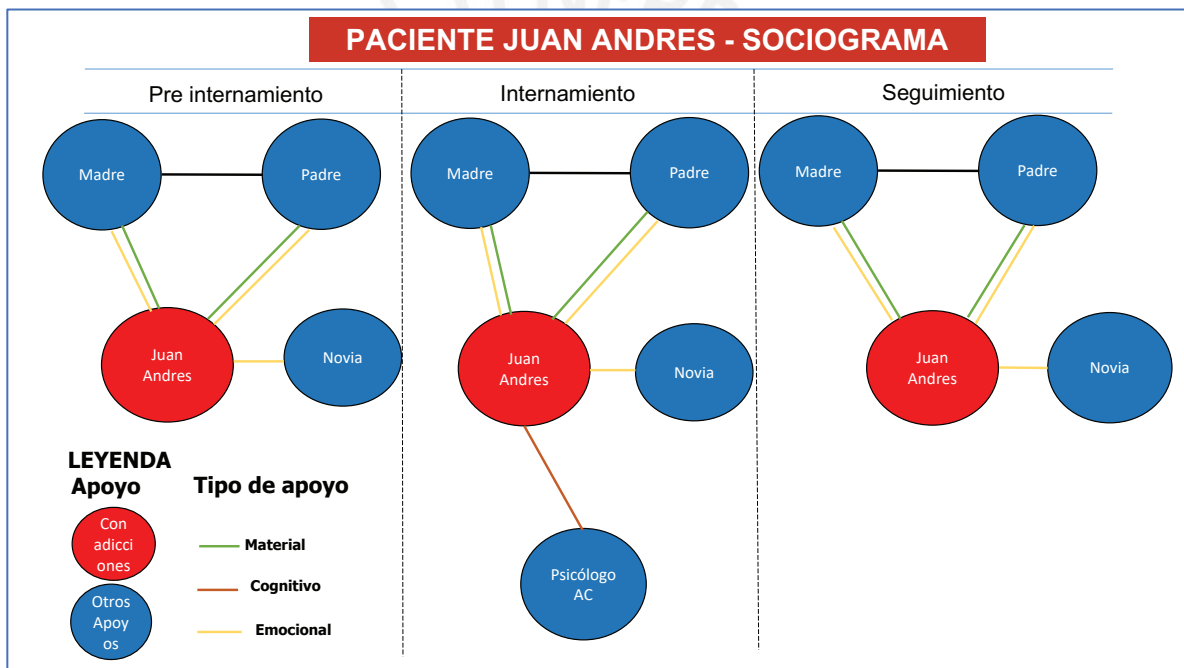 PACIENTE JUAN ANDRES - SOCIOGRAMA
Pre internamiento
Internamiento
Seguimiento
Madre
Padre
Madre
Padre
Madre
Padre
Juan
Andres
Novia
Juan
Andres
Novia
Juan
Andres
Novia
LEYENDA
Apoyo
Tipo de apoyo
Con
adicci
ones
Material
Cognitivo
Psicólogo
AC
Otros
Apoy
os
Emocional